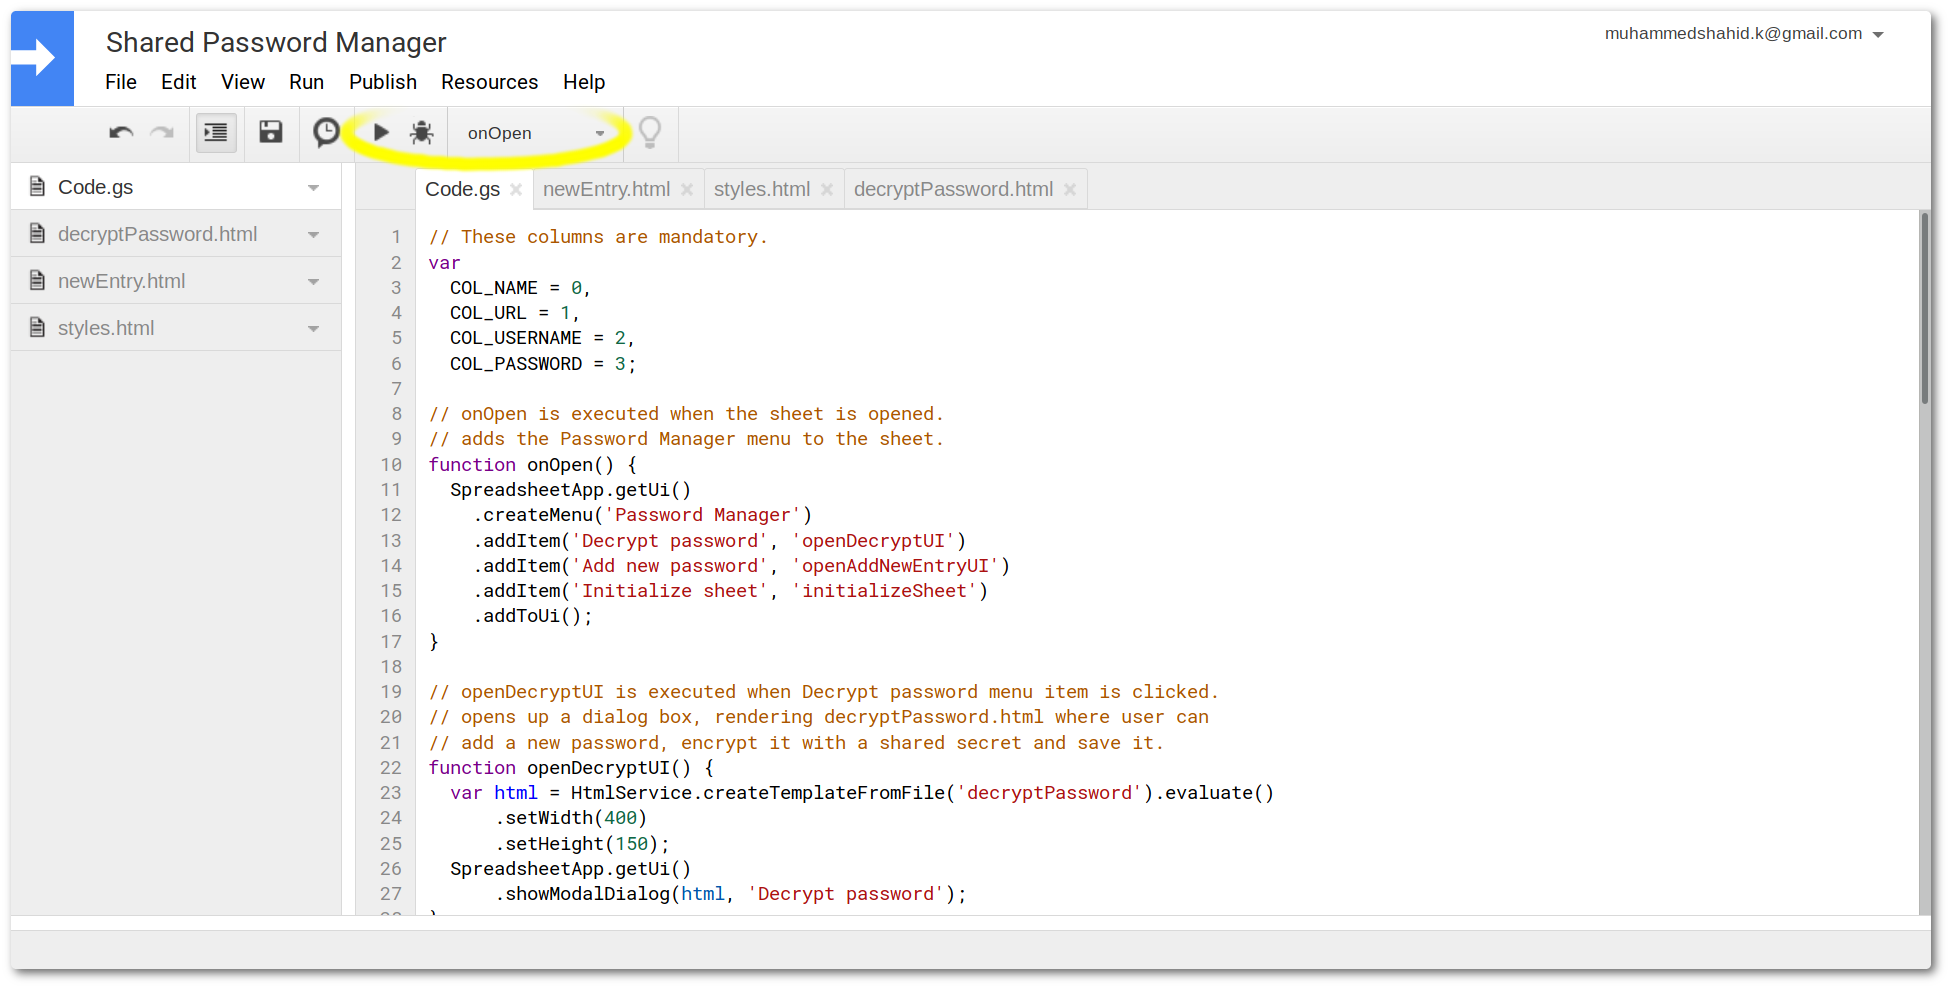 Shared Password Manager
muhammedshahid.k@gmail.com
File Edit View Run Publish Resources Help
onOpen
Code.gs
decryptPassword.html
newEntry.html
styles.html
Code.gs newEntry.html styles.html decryptPassword.html
1 // These columns are mandatory.
2 var
3 COL_NAME = 0,
4 COL_URL = 1,
5 COL_USERNAME = 2,
6 COL_PASSWORD = 3;
7
8 // onOpen is executed when the sheet is opened.
9 // adds the Password Manager menu to the sheet.
10 function onOpen() {
11 SpreadsheetApp.getUi()
12 .createMenu('Password Manager')
13 .addItem('Decrypt password', 'openDecryptUI')
14 .addItem('Add new password', 'openAddNewEntryUI')
15 .addItem('Initialize sheet', 'initializeSheet')
16 .addToUi();
17 }
18
19 // openDecryptUI is executed when Decrypt password menu item is clicked.
20 // opens up a dialog box, rendering decryptPassword.html where user can
21 // add a new password, encrypt it with a shared secret and save it.
22 function openDecryptUI() {
23 var html = HtmlService.createTemplateFromFile('decryptPassword').evaluate()
24 .setWidth(400)
25 .setHeight(150);
26 SpreadsheetApp.getUi()
27 .showModalDialog(html, 'Decrypt password');